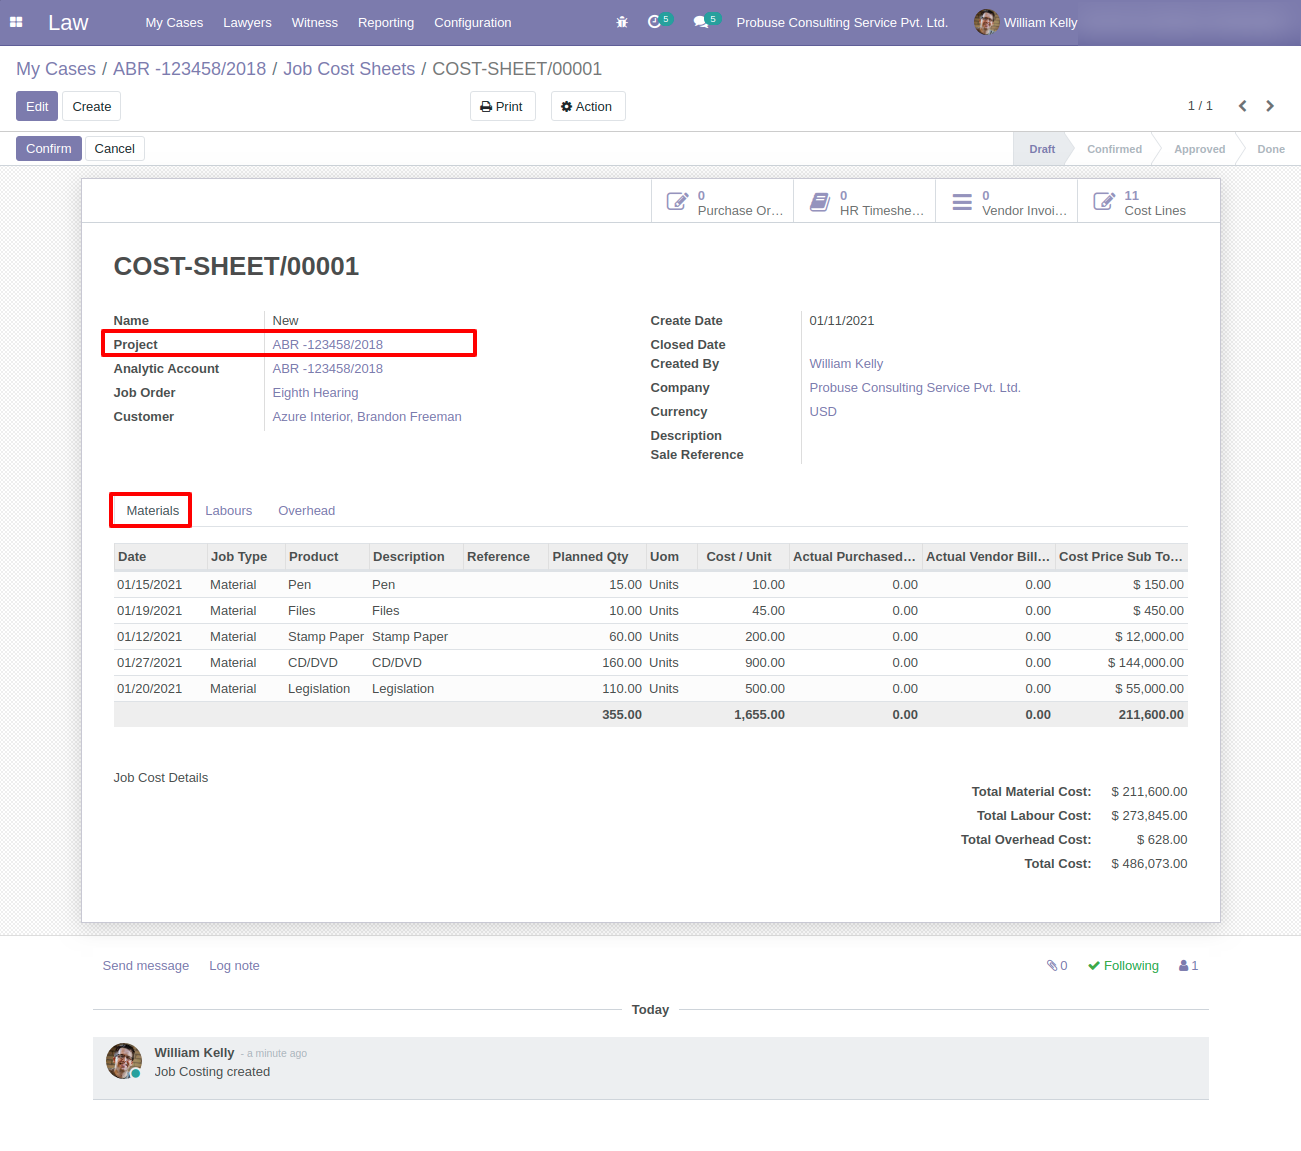 Law My Cases Lawyers Witness Reporting Configuration 5 5 Probuse Consulting Service Pvt. Ltd. William Kelly
My Cases / ABR -123458/2018 / Job Cost Sheets / COST-SHEET/00001
Edit Create Print Action 1 / 1
Confirm Cancel Draft Confirmed Approved Done
0 0 0 11
Purchase Or… HR Timeshe… Vendor Invoi… Cost Lines
COST-SHEET/00001
Name New
Project ABR -123458/2018
Analytic Account ABR -123458/2018
Job Order Eighth Hearing
Customer Azure Interior, Brandon Freeman
Create Date 01/11/2021
Closed Date
Created By William Kelly
Company Probuse Consulting Service Pvt. Ltd.
Currency USD
Description
Sale Reference
Materials Labours Overhead
Date Job Type Product Description Reference Planned Qty Uom Cost / Unit Actual Purchased… Actual Vendor Bill… Cost Price Sub To…
01/15/2021 Material Pen Pen 15.00 Units 10.00 0.00 0.00 $ 150.00
01/19/2021 Material Files Files 10.00 Units 45.00 0.00 0.00 $ 450.00
01/12/2021 Material Stamp Paper Stamp Paper 60.00 Units 200.00 0.00 0.00 $ 12,000.00
01/27/2021 Material CD/DVD CD/DVD 160.00 Units 900.00 0.00 0.00 $ 144,000.00
01/20/2021 Material Legislation Legislation 110.00 Units 500.00 0.00 0.00 $ 55,000.00
355.00 1,655.00 0.00 0.00 211,600.00
Job Cost Details
Total Material Cost: $ 211,600.00
Total Labour Cost: $ 273,845.00
Total Overhead Cost: $ 628.00
Total Cost: $ 486,073.00
Send message Log note 0 Following 1
Today
William Kelly - a minute ago
Job Costing created